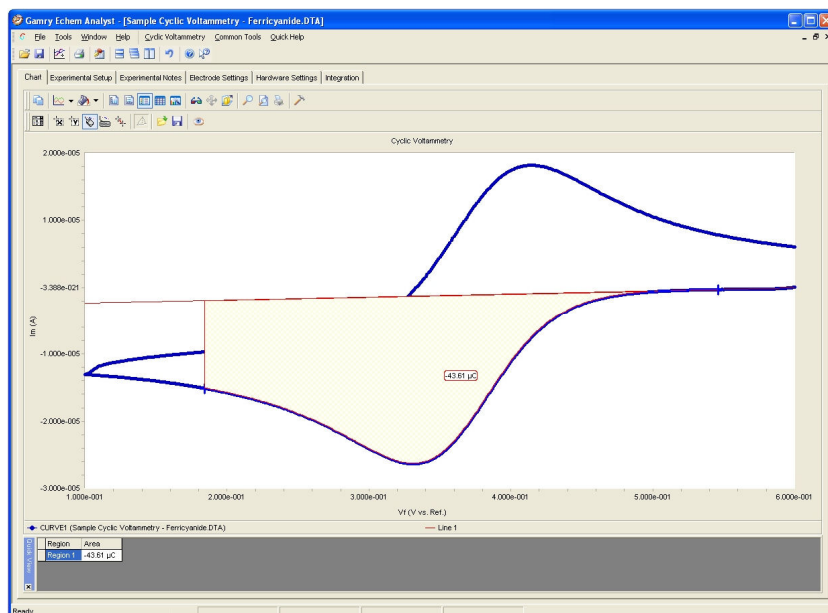 Gamry Echem Analyst - [Sample Cyclic Voltammetry - Ferricyanide.DTA]
File Tools Window Help Cyclic Voltammetry Common Tools Quick Help
Chart Experimental Setup Experimental Notes Electrode Settings Hardware Settings Integration
Cyclic Voltammetry
2.000e-005
1.000e-005
-3.388e-021
Im (A)
-1.000e-005
-43.61 µC
-2.000e-005
-3.000e-005
1.000e-001 2.000e-001 3.000e-001 4.000e-001 5.000e-001 6.000e-001
Vf (V vs. Ref.)
CURVE1 (Sample Cyclic Voltammetry - Ferricyanide.DTA) Line 1
Quick View
Region Area
Region 1 -43.61 µC
Ready